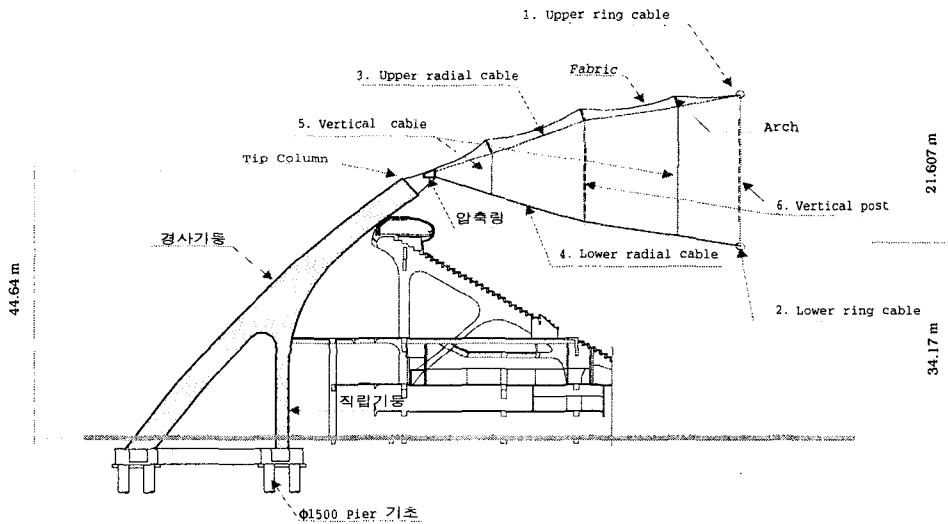 1. Upper ring cable
3. Upper radial cable
Fabric
5. Vertical cable
Arch
Tip Column
압축링
6. Vertical post
경사기둥
4. Lower radial cable
2. Lower ring cable
직립기둥
φ1500 Pier 기초
44.64 m
21.607 m
34.17 m